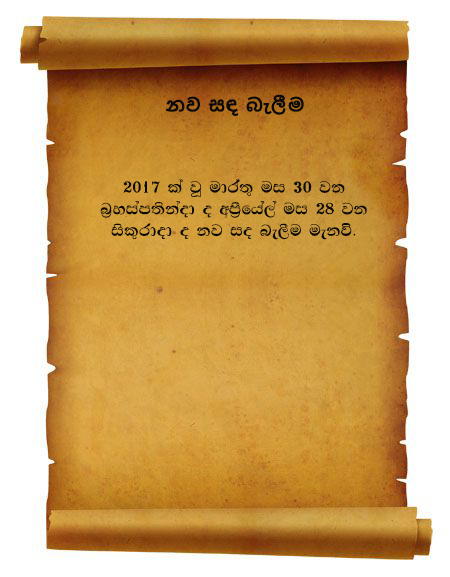 නව සඳ බැලීම
2017 ක් වූ මාර්තු මස 30 වන
බ්‍රහස්පතින්දා ද අප්‍රියේල් මස 28 වන
සිකුරාදා ද නව සඳ බැලීම මැනවි.